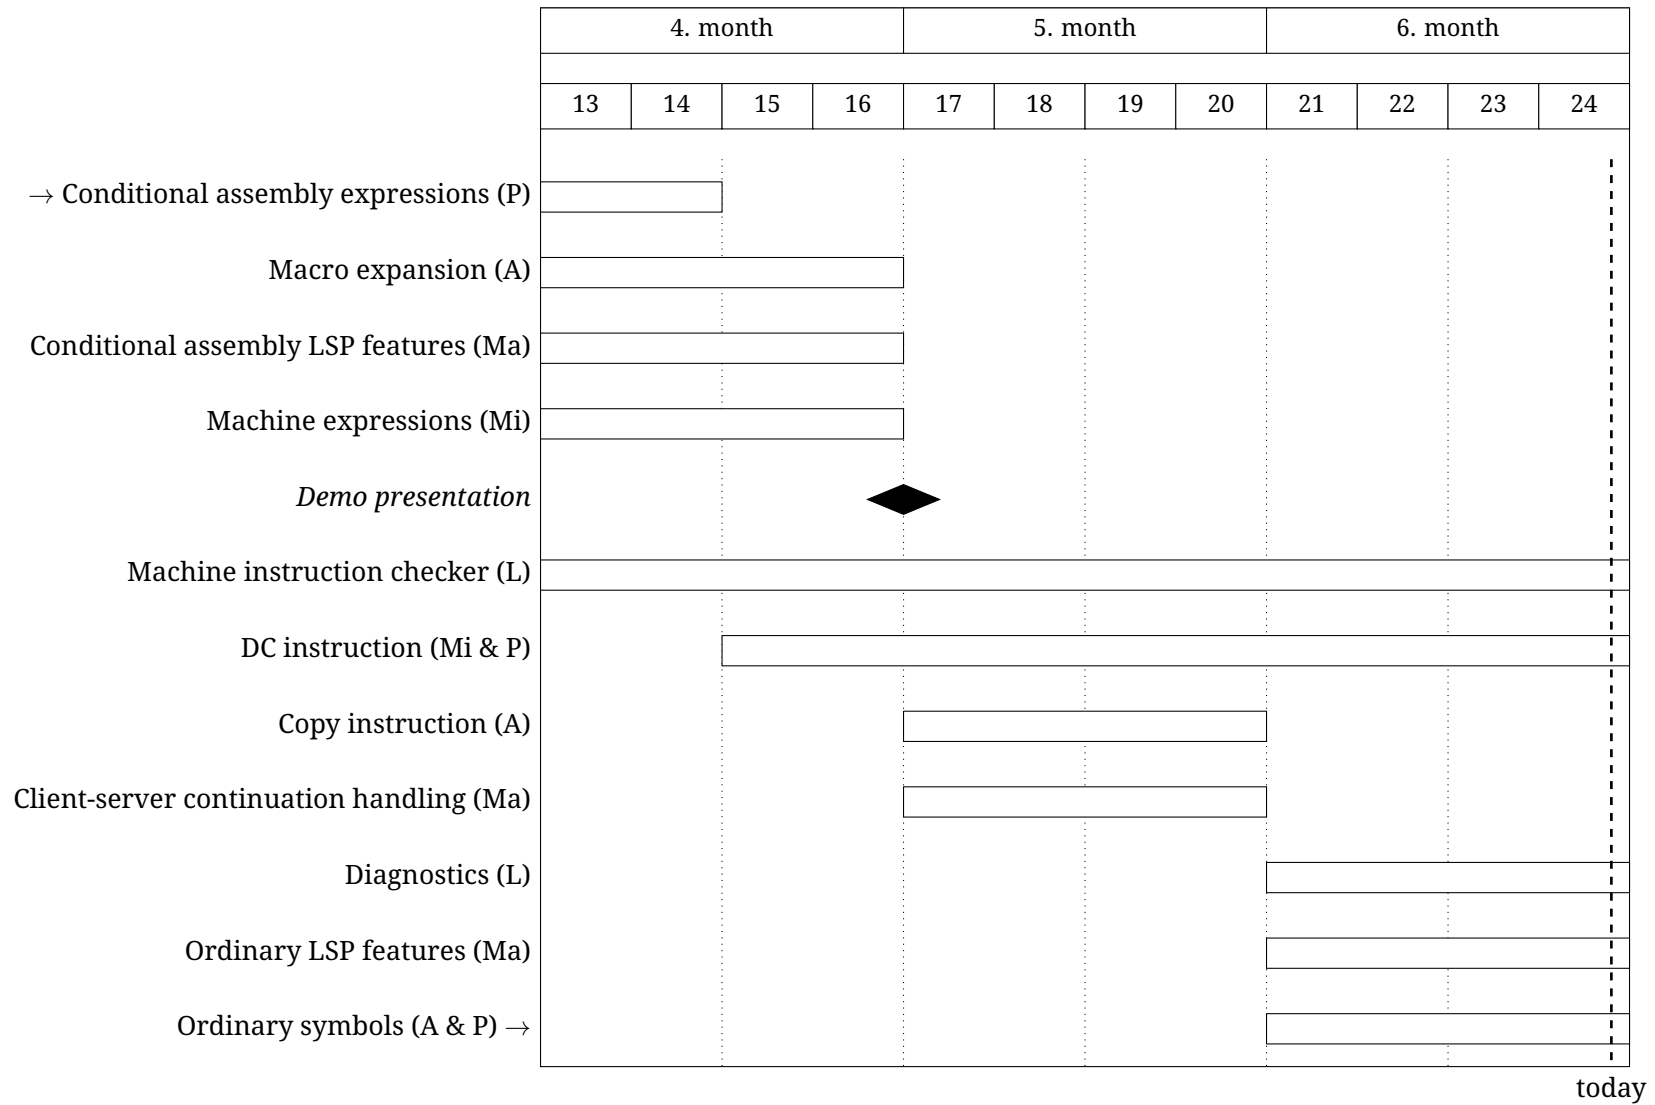 4. month 5. month 6. month
13 14 15 16 17 18 19 20 21 22 23 24
→ Conditional assembly expressions (P)
Macro expansion (A)
Conditional assembly LSP features (Ma)
Machine expressions (Mi)
Demo presentation
Machine instruction checker (L)
DC instruction (Mi & P)
Copy instruction (A)
Client-server continuation handling (Ma)
Diagnostics (L)
Ordinary LSP features (Ma)
Ordinary symbols (A & P) →
today